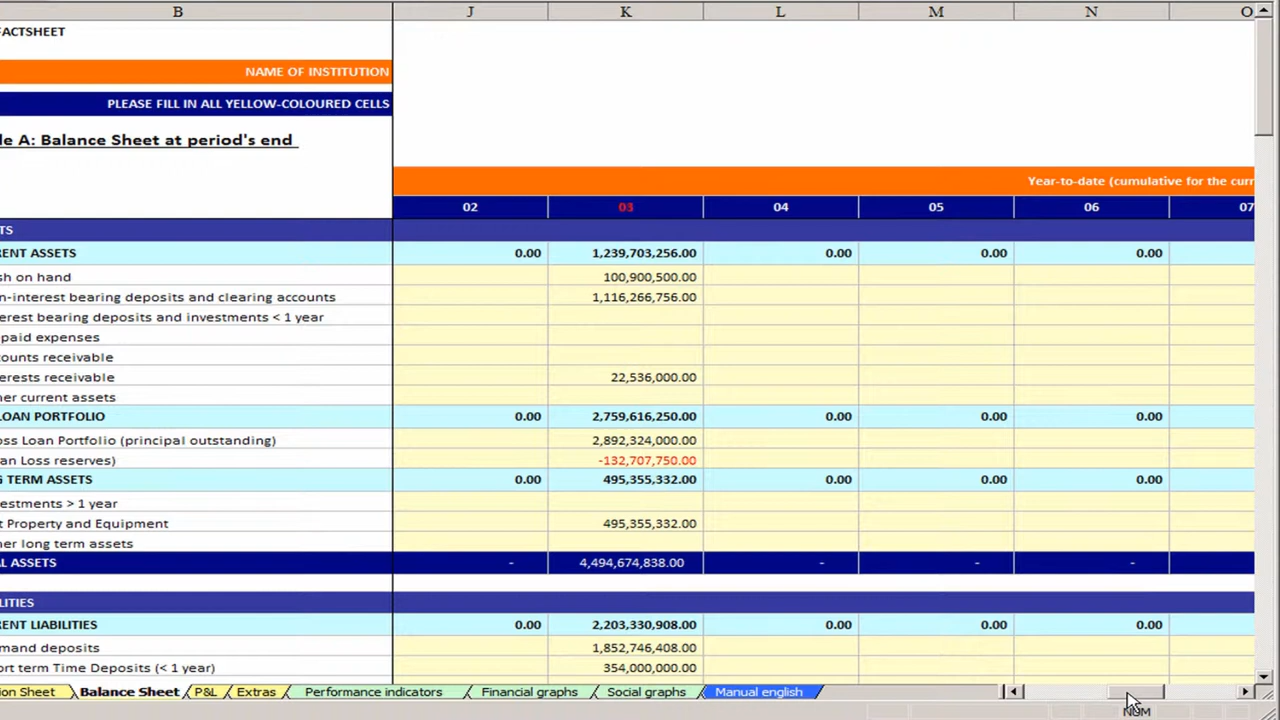 B J K L M N O
FACTSHEET
NAME OF INSTITUTION
PLEASE FILL IN ALL YELLOW-COLOURED CELLS
le A: Balance Sheet at period's end
Year-to-date (cumulative for the curr
02 03 04 05 06 07
TS
RENT ASSETS 0.00 1,239,703,256.00 0.00 0.00 0.00
sh on hand 100,900,500.00
n-interest bearing deposits and clearing accounts 1,116,266,756.00
erest bearing deposits and investments < 1 year
paid expenses
ounts receivable
erests receivable 22,536,000.00
her current assets
LOAN PORTFOLIO 0.00 2,759,616,250.00 0.00 0.00 0.00
oss Loan Portfolio (principal outstanding) 2,892,324,000.00
an Loss reserves) -132,707,750.00
G TERM ASSETS 0.00 495,355,332.00 0.00 0.00 0.00
estments > 1 year
t Property and Equipment 495,355,332.00
her long term assets
L ASSETS - 4,494,674,838.00 - - -
LITIES
RENT LIABILITIES 0.00 2,203,330,908.00 0.00 0.00 0.00
mand deposits 1,852,746,408.00
ort term Time Deposits (< 1 year) 354,000,000.00
ion Sheet Balance Sheet P&L Extras Performance indicators Financial graphs Social graphs Manual english
NUM